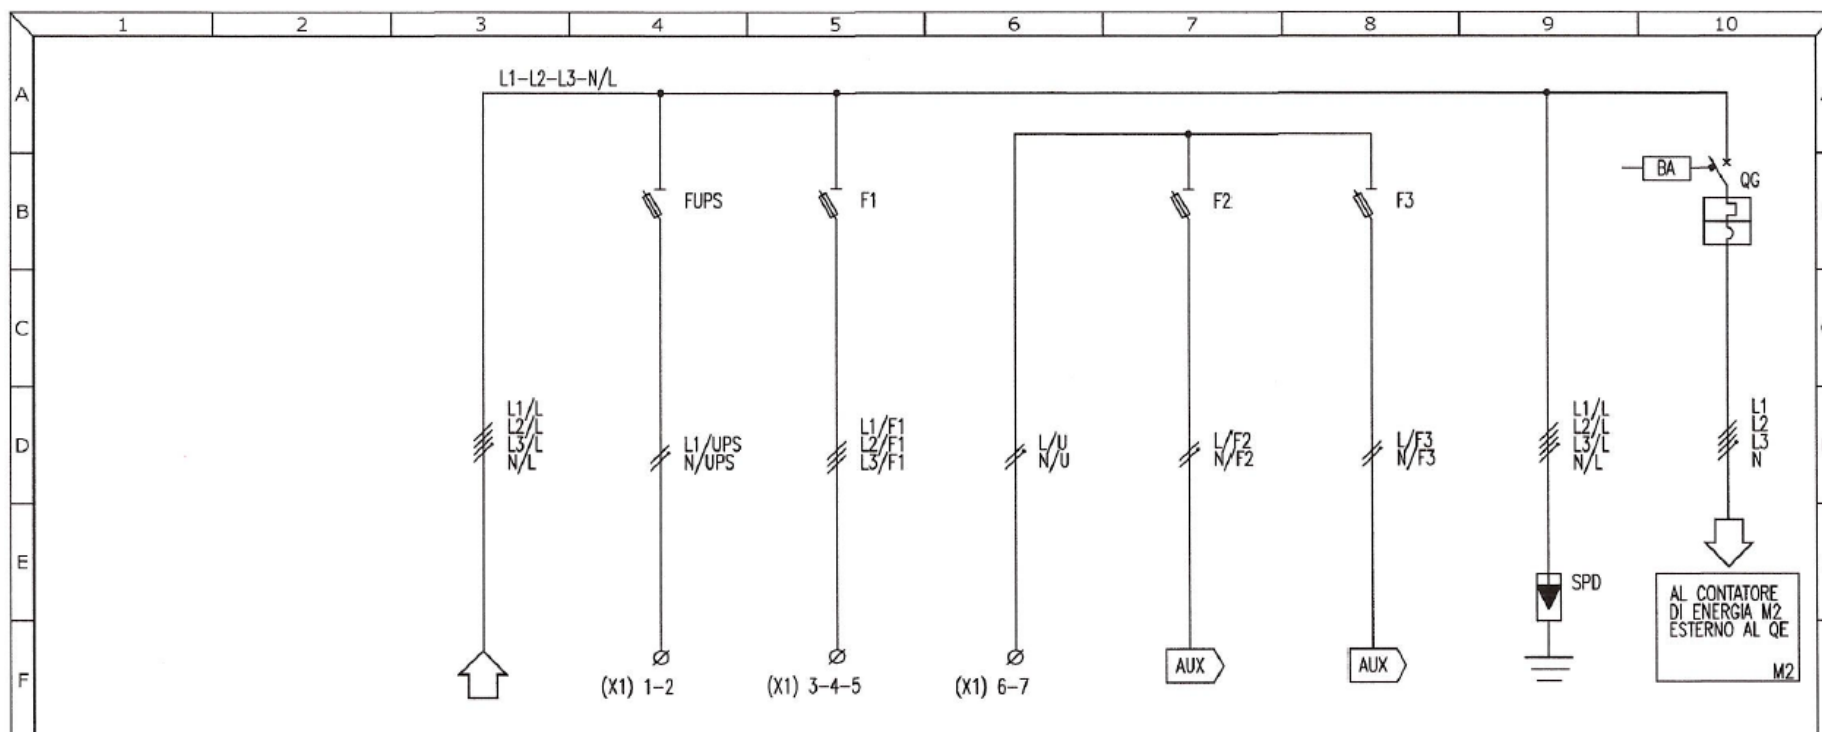 1 2 3 4 5 6 7 8 9 10
A
L1-L2-L3-N/L
B
FUPS
F1
F2
F3
BA
QG
C
D
L1/L
L2/L
L3/L
N/L
L1/UPS
N/UPS
L1/F1
L2/F1
L3/F1
L/U
N/U
L/F2
N/F2
L/F3
N/F3
L1/L
L2/L
L3/L
N/L
L1
L2
L3
N
E
SPD
AL CONTATORE
DI ENERGIA M2
ESTERNO AL QE
M2
F
(X1) 1-2
(X1) 3-4-5
(X1) 6-7
AUX
AUX